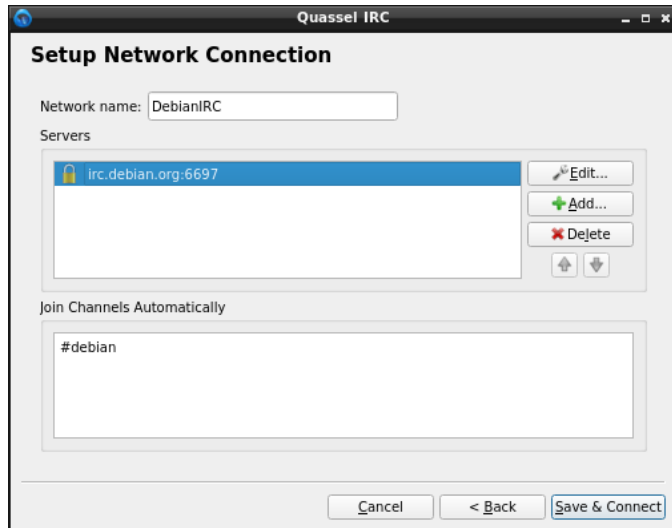 Quassel IRC
Setup Network Connection
Network name: DebianIRC
Servers
irc.debian.org:6697
Edit...
Add...
Delete
Join Channels Automatically
#debian
Cancel
< Back
Save & Connect